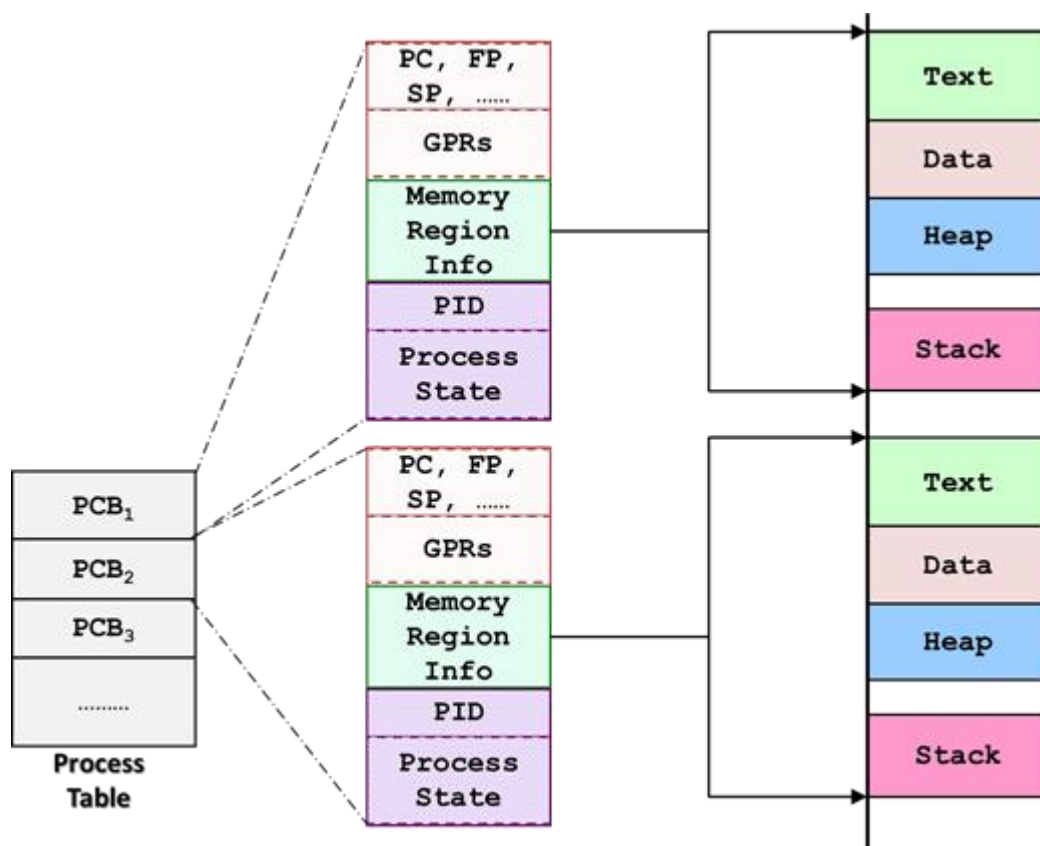 PC, FP,
SP, ……
GPRs
Memory
Region
Info
PID
Process
State
Text
Data
Heap
Stack
PCB₁
PCB₂
PCB₃
………
Process
Table
PC, FP,
SP, ……
GPRs
Memory
Region
Info
PID
Process
State
Text
Data
Heap
Stack